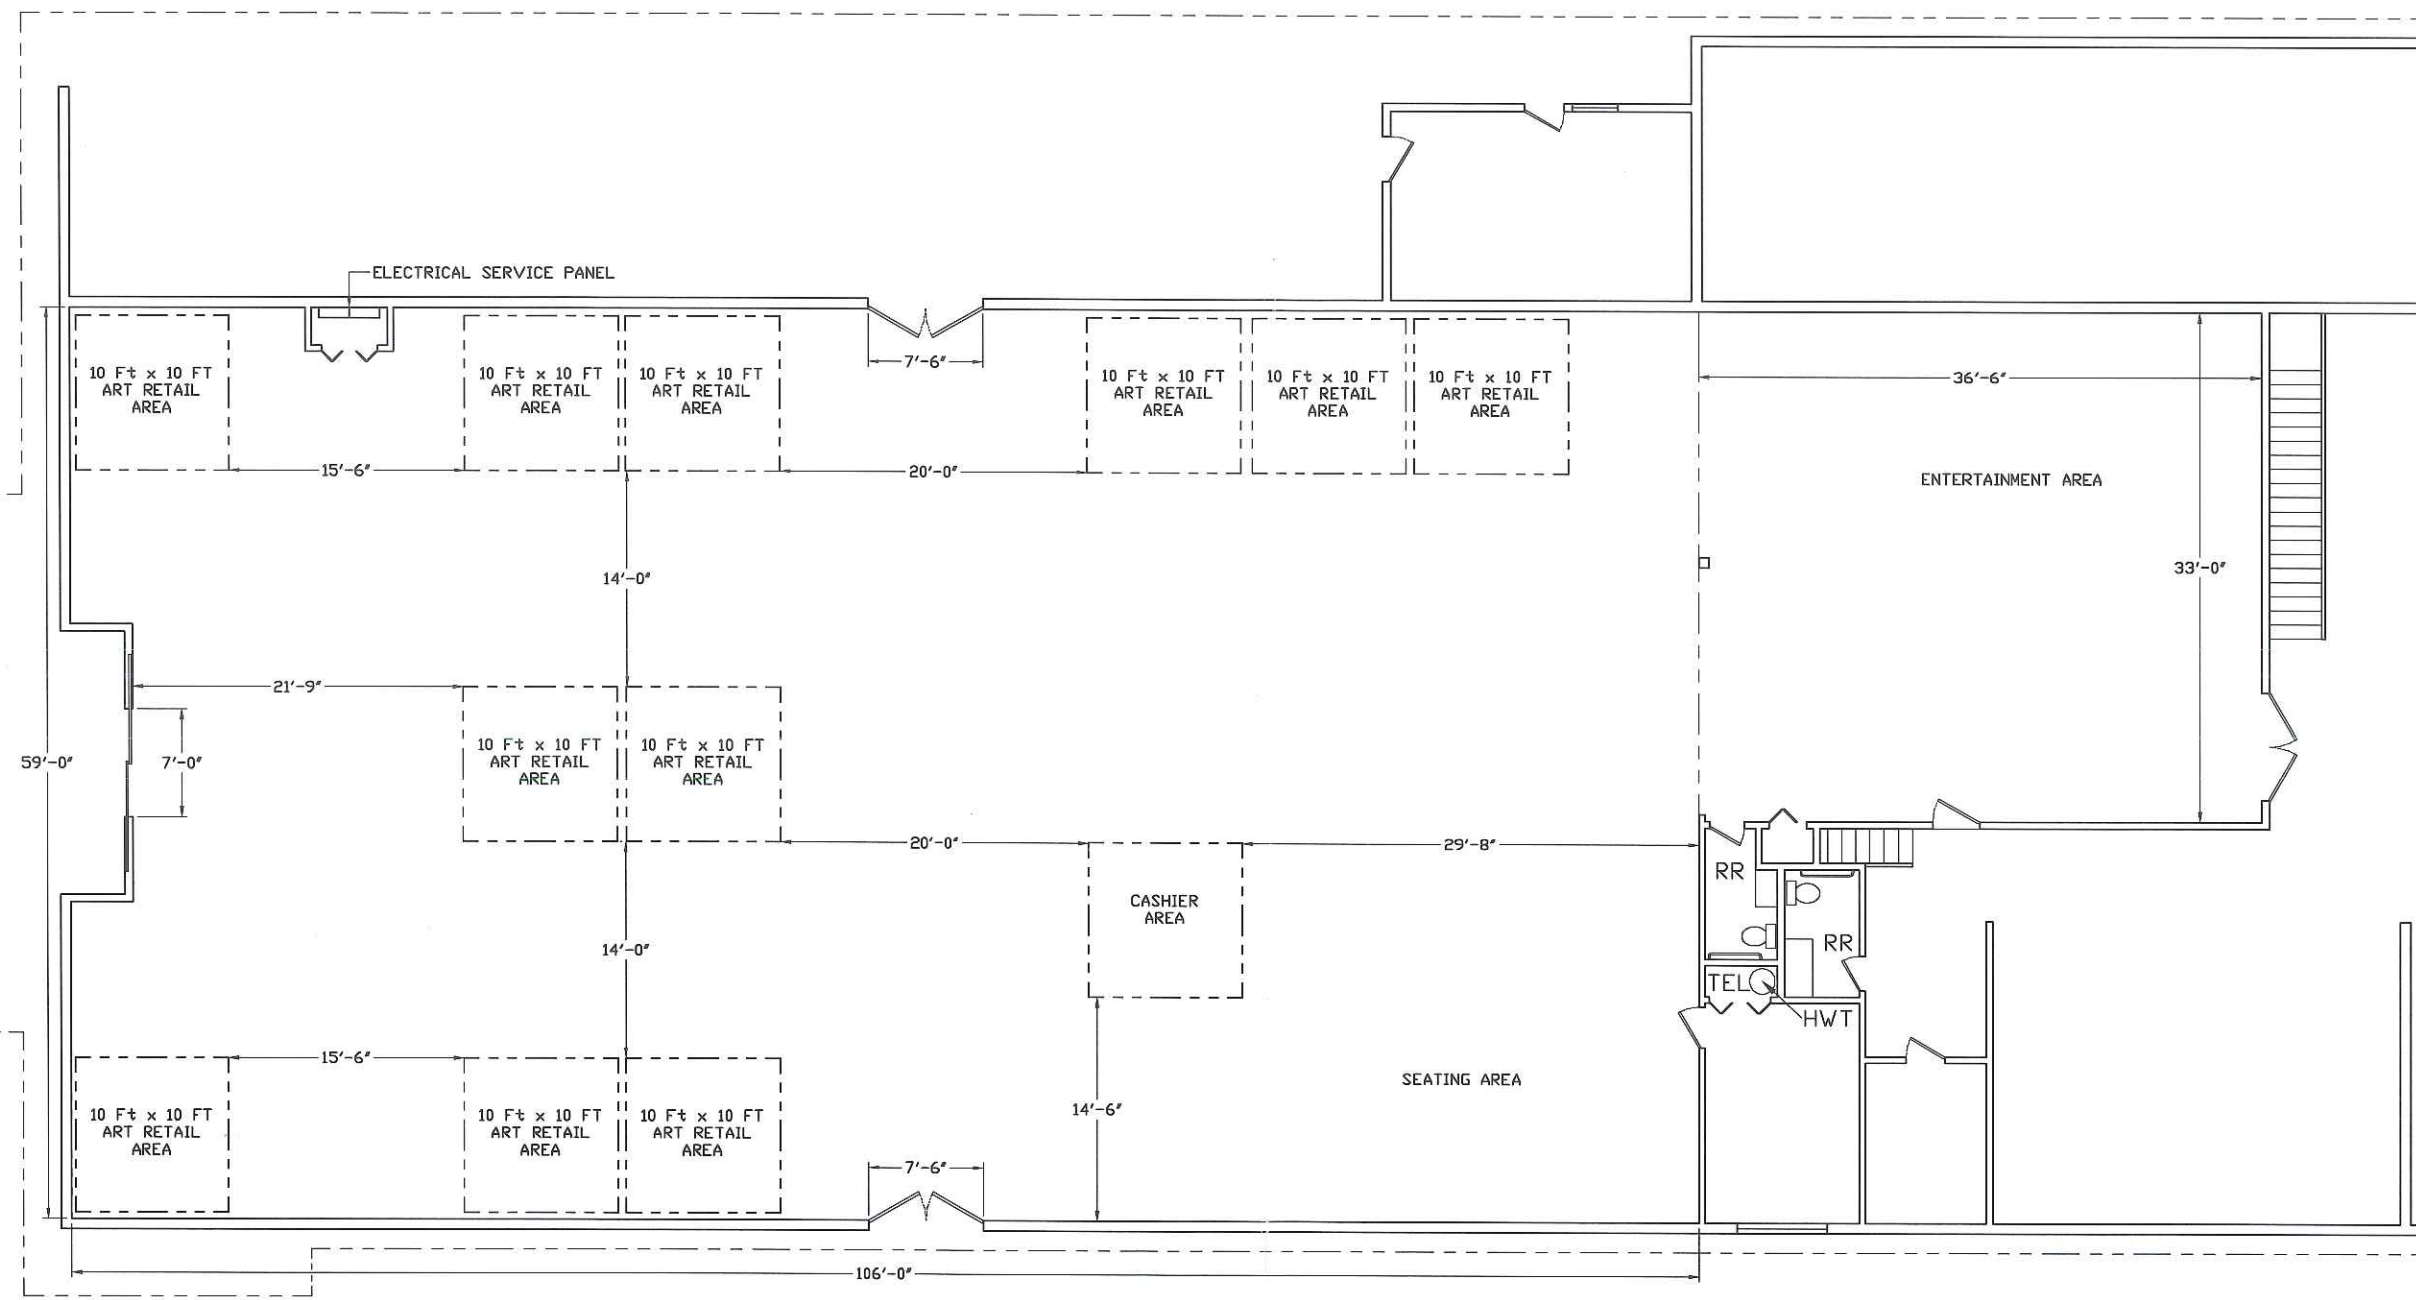 ELECTRICAL SERVICE PANEL
7'-6"
10 Ft x 10 FT
ART RETAIL
AREA
10 Ft x 10 FT
ART RETAIL
AREA
10 Ft x 10 FT
ART RETAIL
AREA
10 Ft x 10 FT
ART RETAIL
AREA
10 Ft x 10 FT
ART RETAIL
AREA
10 Ft x 10 FT
ART RETAIL
AREA
36'-6"
15'-6"
20'-0"
ENTERTAINMENT AREA
14'-0"
33'-0"
21'-9"
59'-0"
7'-0"
10 Ft x 10 FT
ART RETAIL
AREA
10 Ft x 10 FT
ART RETAIL
AREA
20'-0"
29'-8"
RR
CASHIER
AREA
14'-0"
RR
TEL
HWT
15'-6"
SEATING AREA
14'-6"
10 Ft x 10 FT
ART RETAIL
AREA
10 Ft x 10 FT
ART RETAIL
AREA
10 Ft x 10 FT
ART RETAIL
AREA
7'-6"
106'-0"